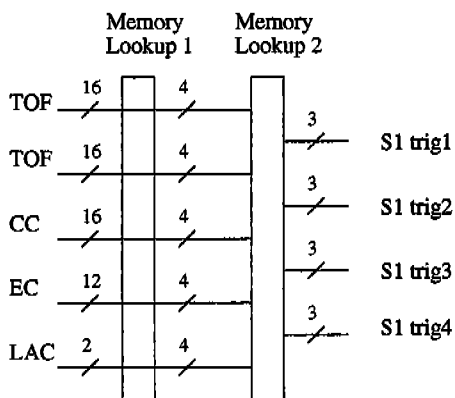 Memory Memory
Lookup 1 Lookup 2
TOF 16 4
3 S1 trig1
TOF 16 4
3 S1 trig2
CC 16 4
3 S1 trig3
EC 12 4
3 S1 trig4
LAC 2 4